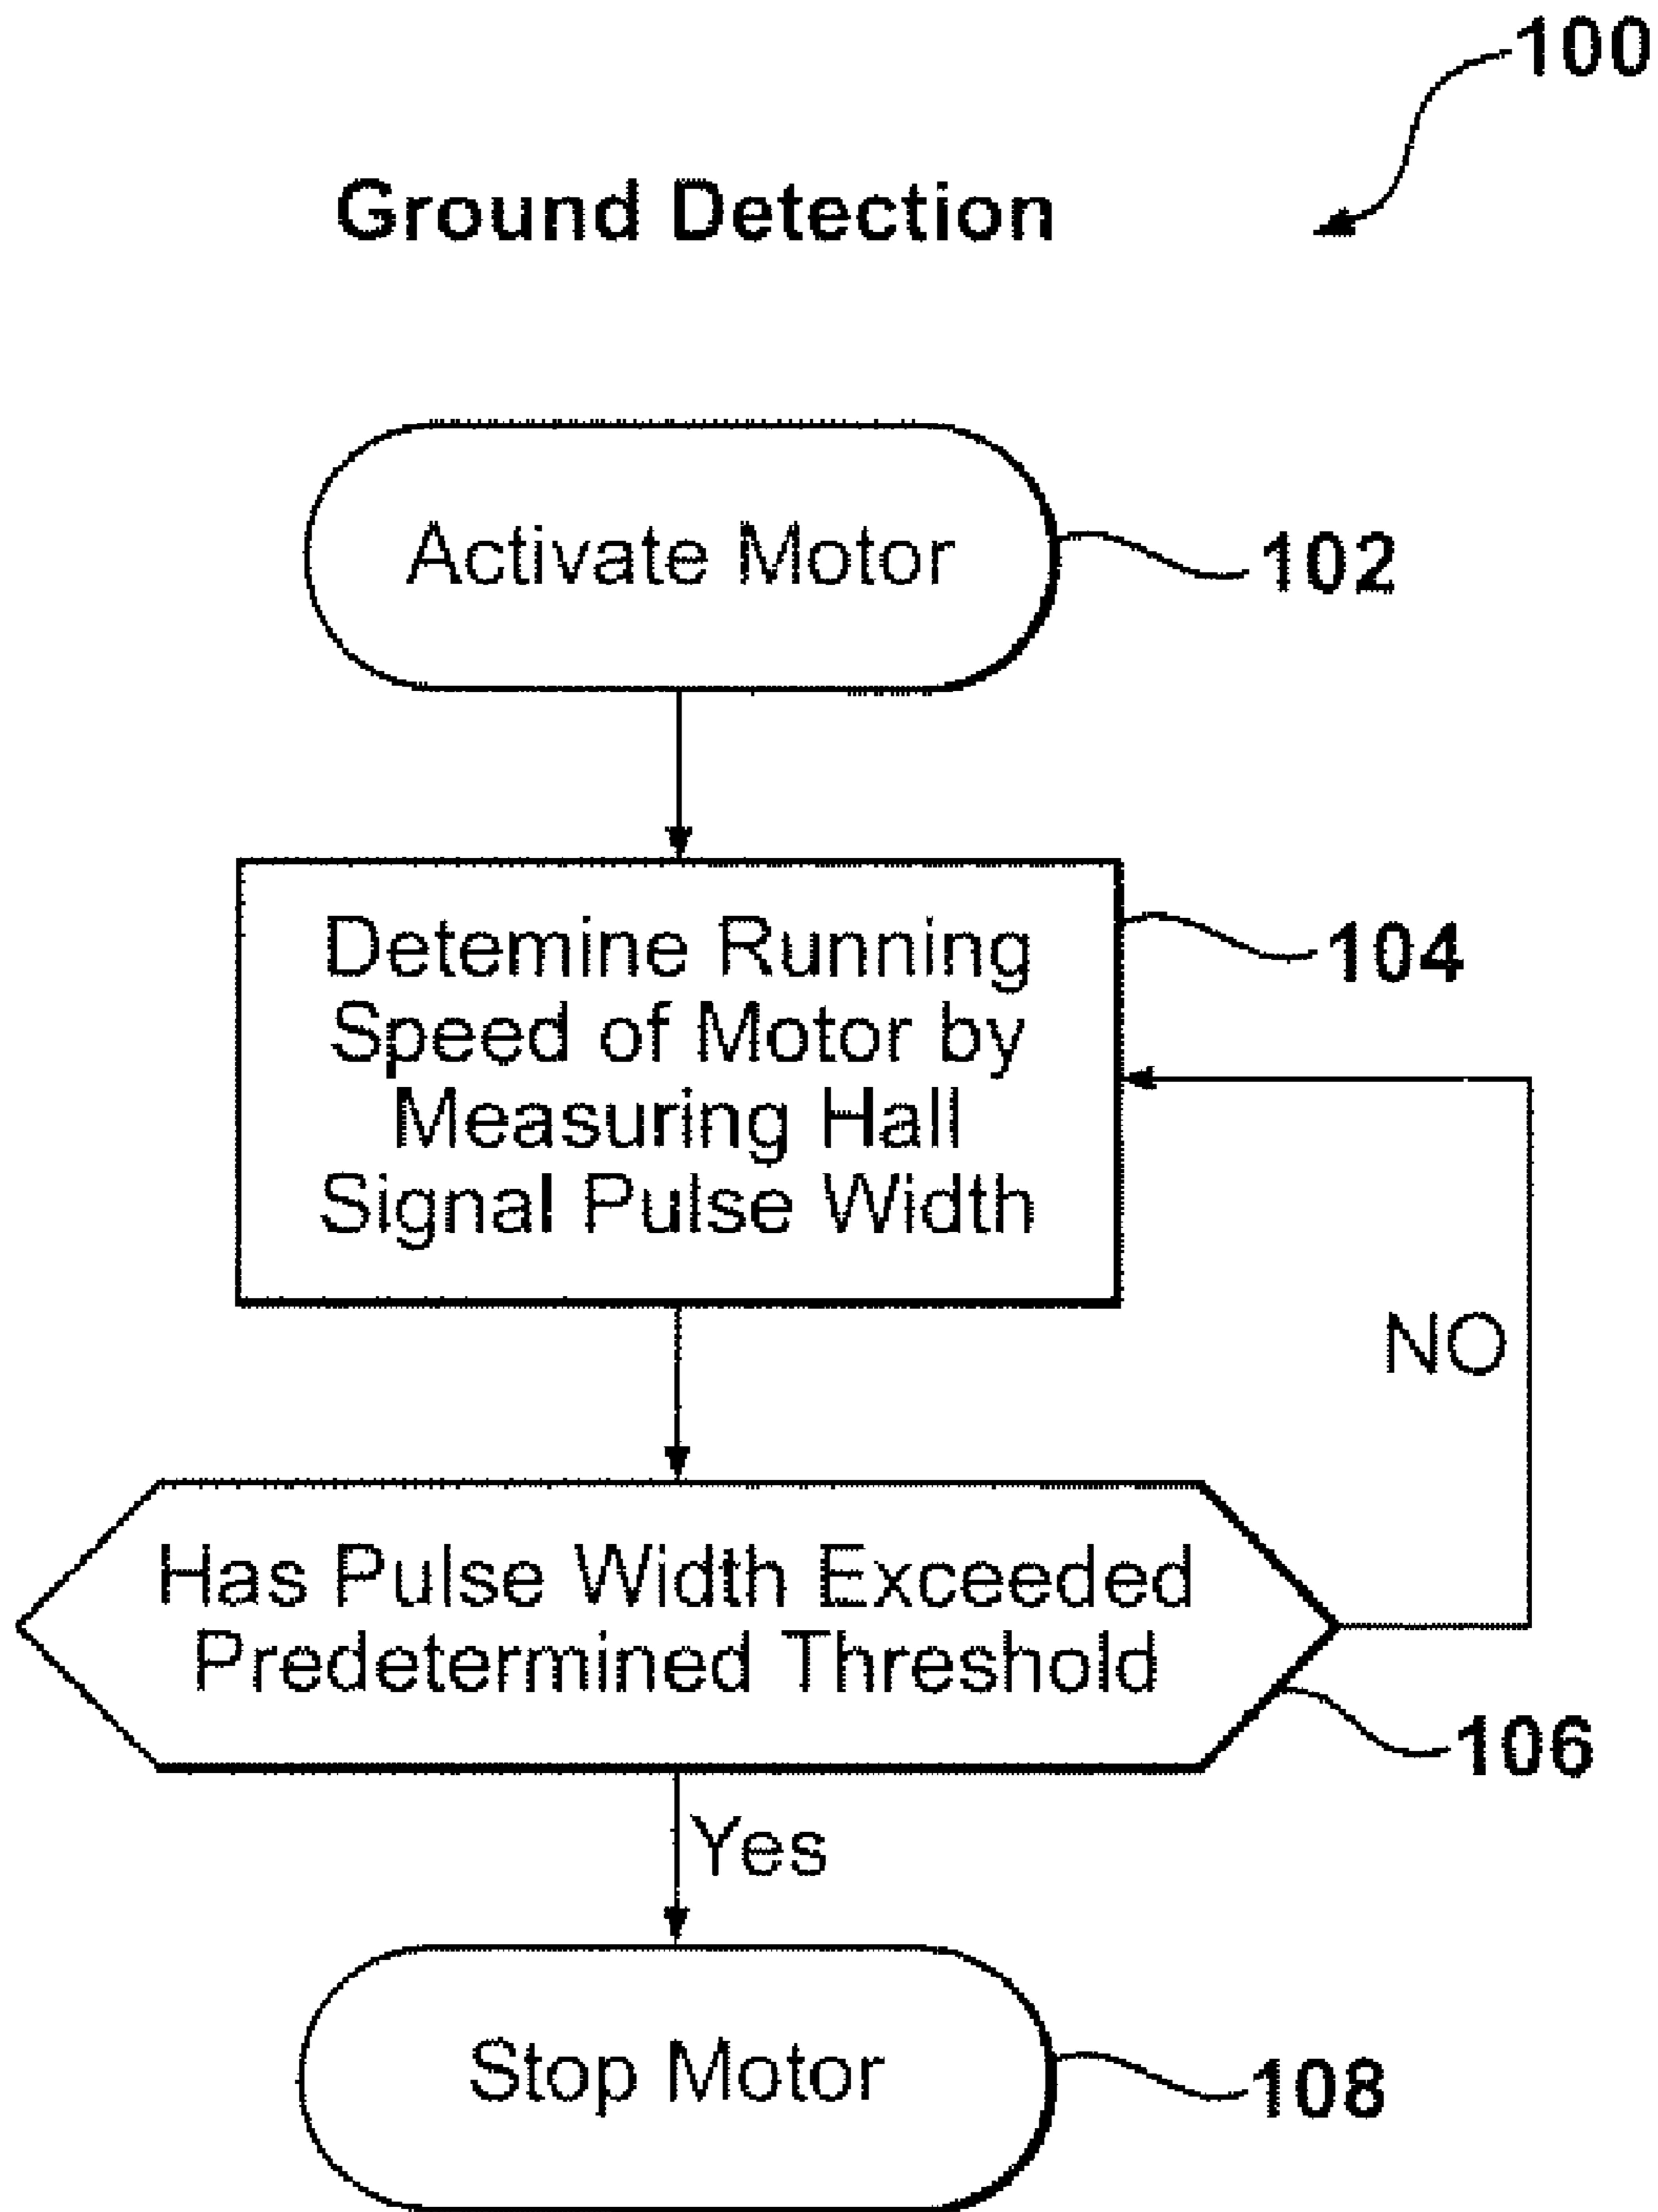 100
Ground Detection
Activate Motor
102
Detemine Running
Speed of Motor by
Measuring Hall
Signal Pulse Width
104
NO
Has Pulse Width Exceeded
Predetermined Threshold
106
Yes
Stop Motor
108